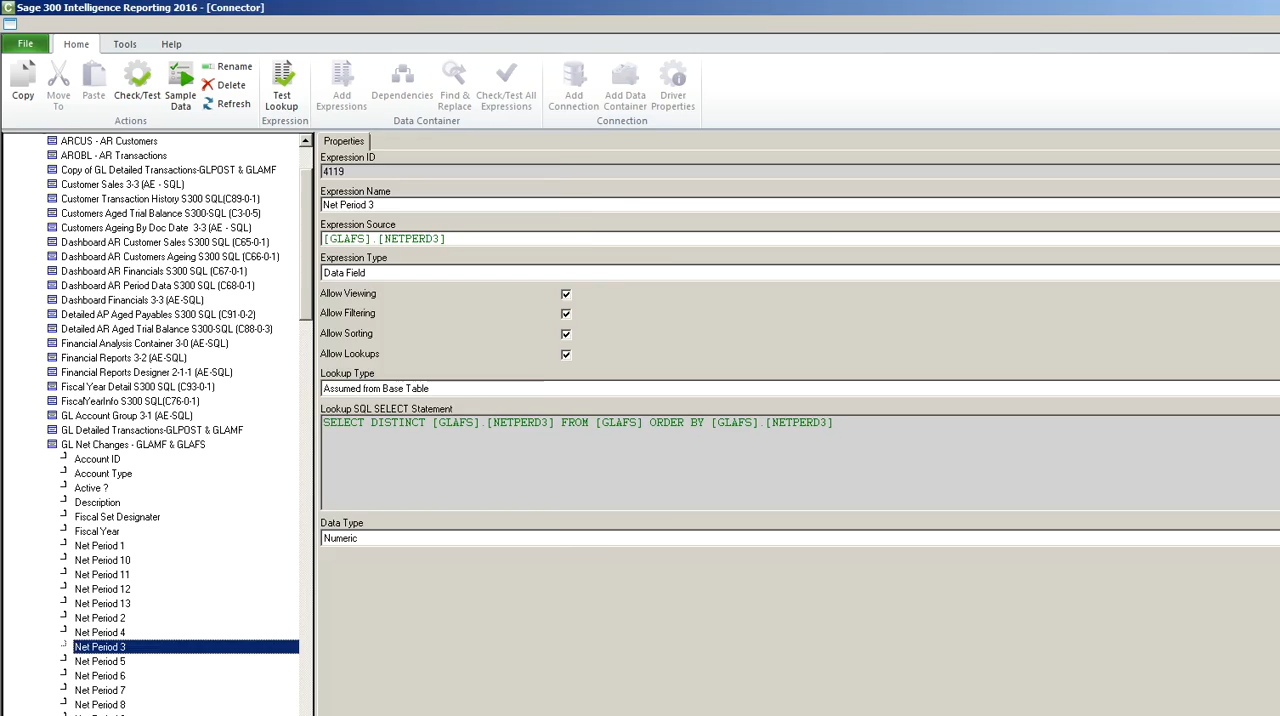 Sage 300 Intelligence Reporting 2016 - [Connector]
File Home Tools Help
Copy Move To Paste Check/Test Sample Data Rename Delete Refresh Test Lookup Add Expressions Dependencies Find & Replace Check/Test All Expressions Add Connection Add Data Container Driver Properties
Actions Expression Data Container Connection
ARCUS - AR Customers
AROBL - AR Transactions
Copy of GL Detailed Transactions-GLPOST & GLAMF
Customer Sales 3-3 (AE - SQL)
Customer Transaction History S300 SQL(C89-0-1)
Customers Aged Trial Balance S300-SQL (C3-0-5)
Customers Ageing By Doc Date  3-3 (AE - SQL)
Dashboard AR Customer Sales S300 SQL (C65-0-1)
Dashboard AR Customers Ageing S300 SQL (C66-0-1)
Dashboard AR Financials S300 SQL (C67-0-1)
Dashboard AR Period Data S300 SQL (C68-0-1)
Dashboard Financials 3-3 (AE-SQL)
Detailed AP Aged Payables S300 SQL (C91-0-2)
Detailed AR Aged Trial Balance S300-SQL (C88-0-3)
Financial Analysis Container 3-0 (AE-SQL)
Financial Reports 3-2 (AE-SQL)
Financial Reports Designer 2-1-1 (AE-SQL)
Fiscal Year Detail S300 SQL (C93-0-1)
FiscalYearInfo S300 SQL(C76-0-1)
GL Account Group 3-1 (AE-SQL)
GL Detailed Transactions-GLPOST & GLAMF
GL Net Changes - GLAMF & GLAFS
Account ID
Account Type
Active ?
Description
Fiscal Set Designater
Fiscal Year
Net Period 1
Net Period 10
Net Period 11
Net Period 12
Net Period 13
Net Period 2
Net Period 4
Net Period 3
Net Period 5
Net Period 6
Net Period 7
Net Period 8
Properties
Expression ID
4119
Expression Name
Net Period 3
Expression Source
[GLAFS].[NETPERD3]
Expression Type
Data Field
Allow Viewing
Allow Filtering
Allow Sorting
Allow Lookups
Lookup Type
Assumed from Base Table
Lookup SQL SELECT Statement
SELECT DISTINCT [GLAFS].[NETPERD3] FROM [GLAFS] ORDER BY [GLAFS].[NETPERD3]
Data Type
Numeric